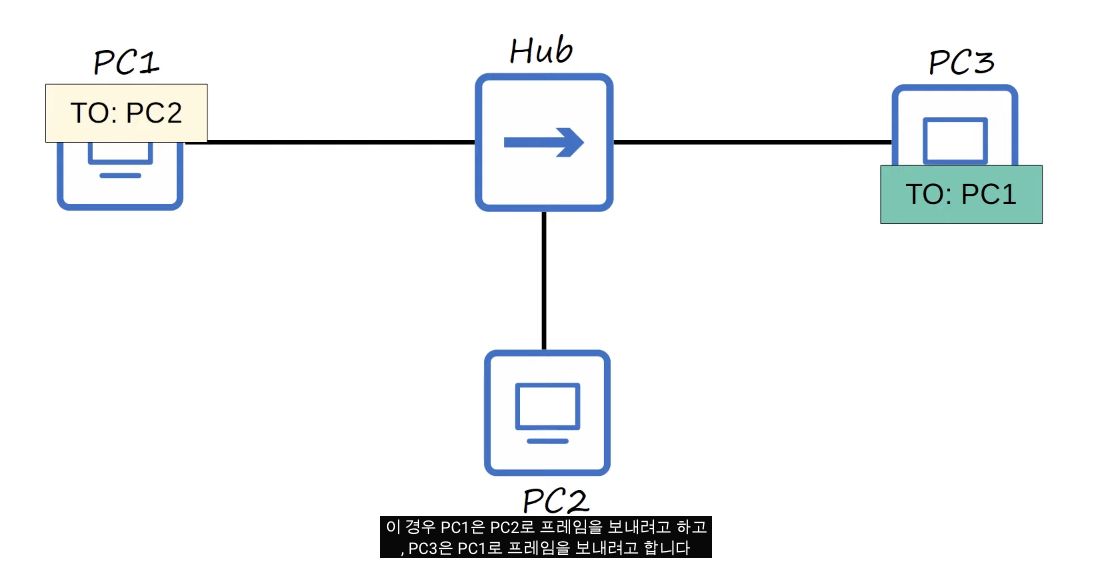 PC1
Hub
PC3
TO: PC2
TO: PC1
PC2
이 경우 PC1은 PC2로 프레임을 보내려고 하고
, PC3은 PC1로 프레임을 보내려고 합니다